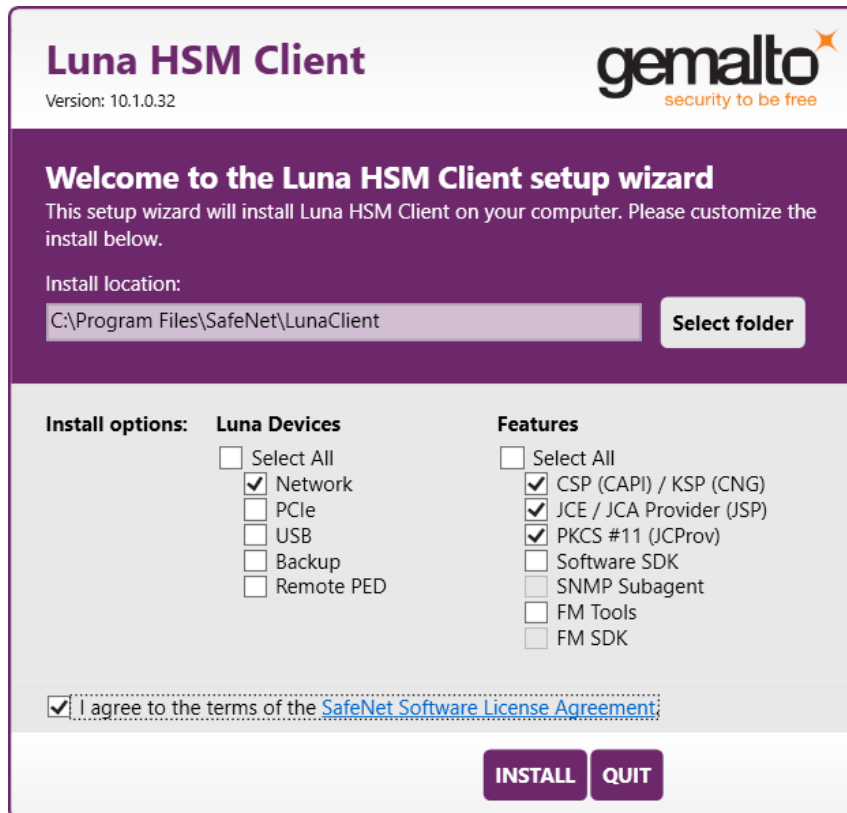 Luna HSM Client
gemalto
security to be free
Version: 10.1.0.32
Welcome to the Luna HSM Client setup wizard
This setup wizard will install Luna HSM Client on your computer. Please customize the
install below.
Install location:
C:\Program Files\SafeNet\LunaClient
Select folder
Install options:
Luna Devices
Select All
Network
PCIe
USB
Backup
Remote PED
Features
Select All
CSP (CAPI) / KSP (CNG)
JCE / JCA Provider (JSP)
PKCS #11 (JCProv)
Software SDK
SNMP Subagent
FM Tools
FM SDK
I agree to the terms of the SafeNet Software License Agreement.
INSTALL
QUIT